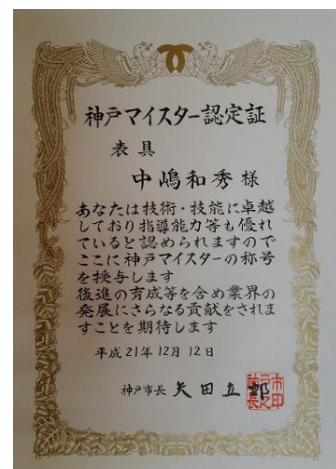 神戸マイスター認定証
表具
中嶋和秀様
あなたは技術・技能に卓越
しており指導能力等も優れ
ていると認められますので
ここに神戸マイスターの称号
を授与します
後進の育成等を含め業界の
発展にさらなる貢献をされま
すことを期待します
平成21年12月12日
神戸市長 矢田立郎